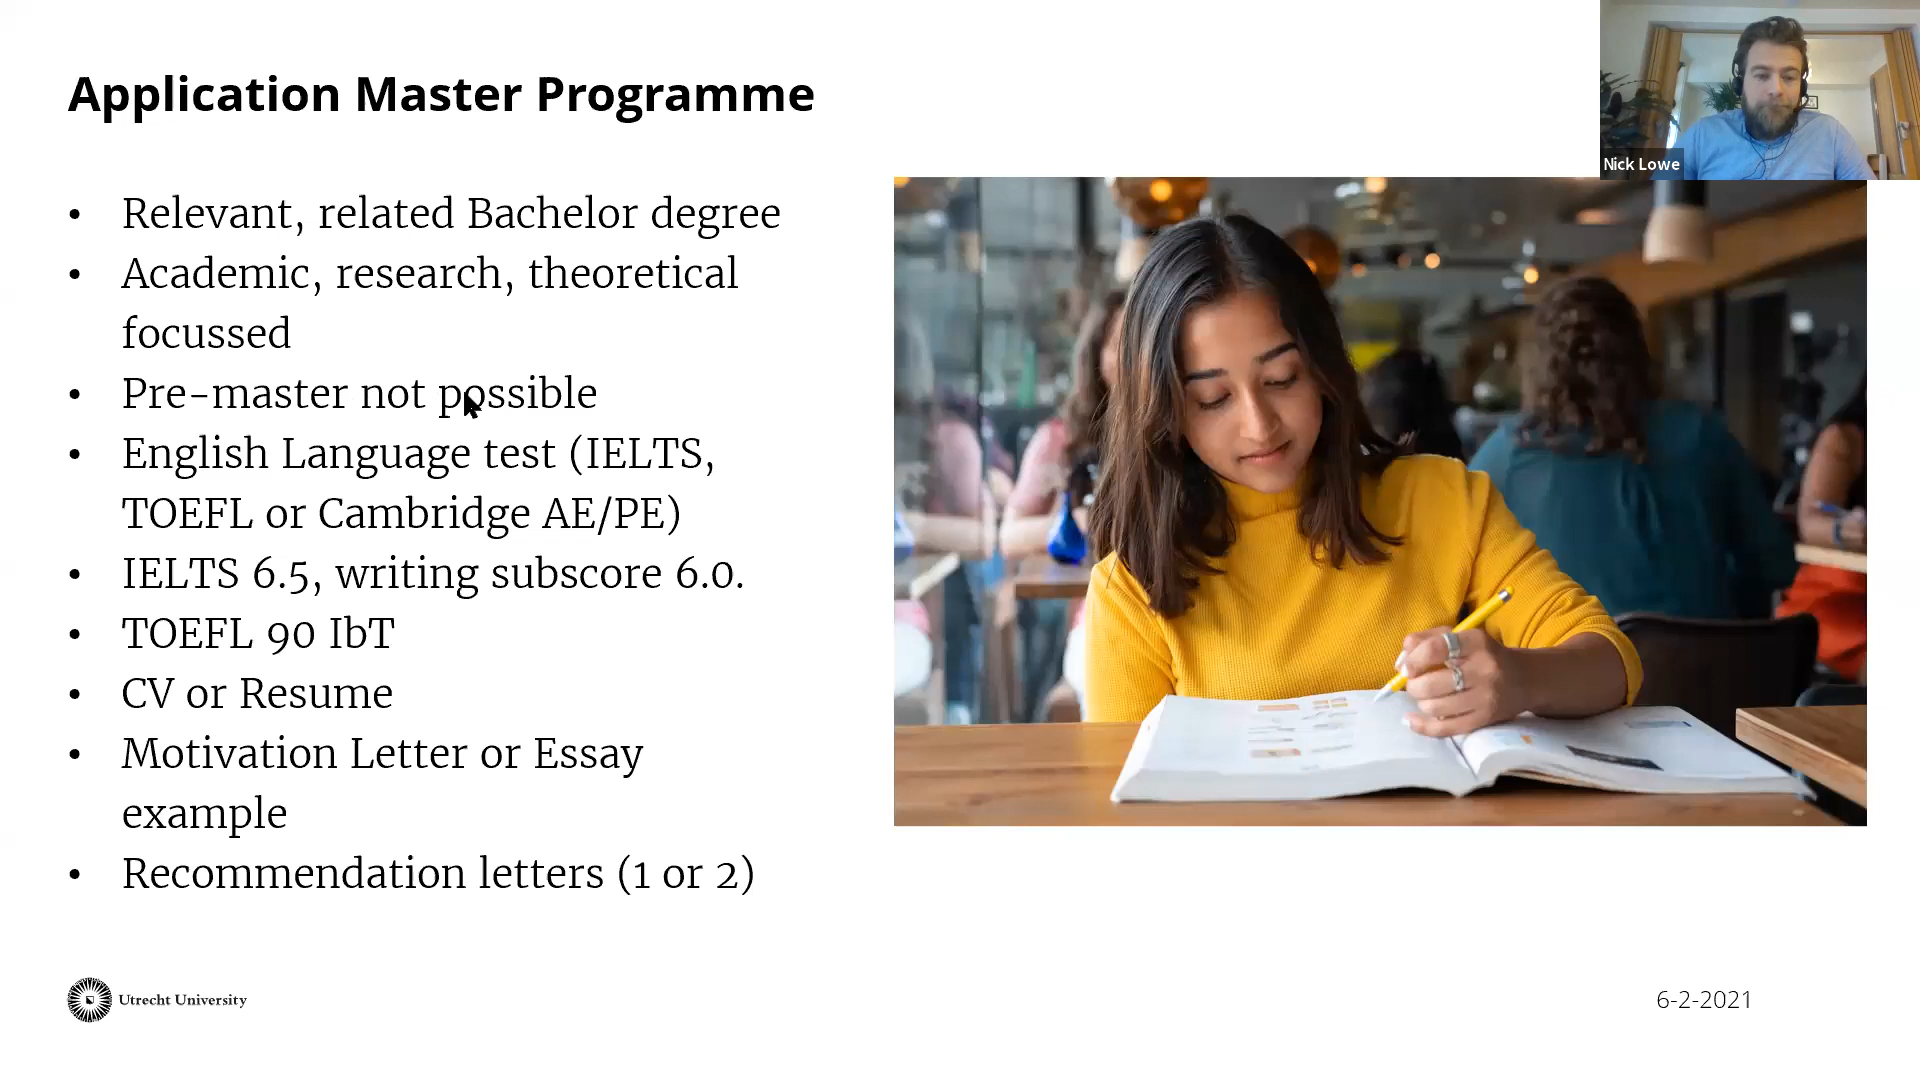 Application Master Programme
Nick Lowe
• Relevant, related Bachelor degree
• Academic, research, theoretical
focussed
• Pre-master not possible
• English Language test (IELTS,
TOEFL or Cambridge AE/PE)
• IELTS 6.5, writing subscore 6.0.
• TOEFL 90 IbT
• CV or Resume
• Motivation Letter or Essay
example
• Recommendation letters (1 or 2)
Utrecht University
6-2-2021